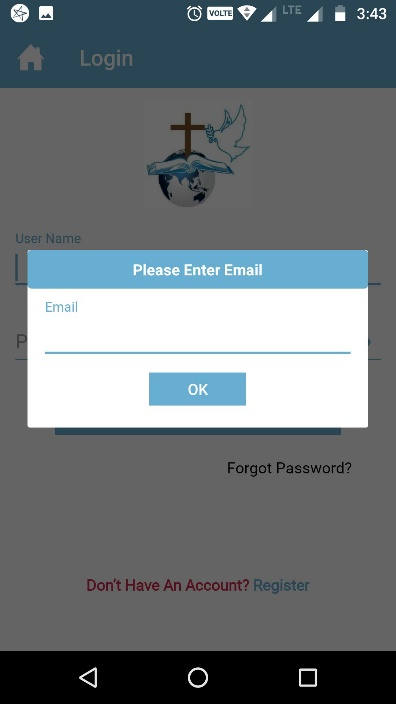 VOLTE LTE 3:43
Login
User Name
Please Enter Email
Email
P
OK
Forgot Password?
Don't Have An Account? Register